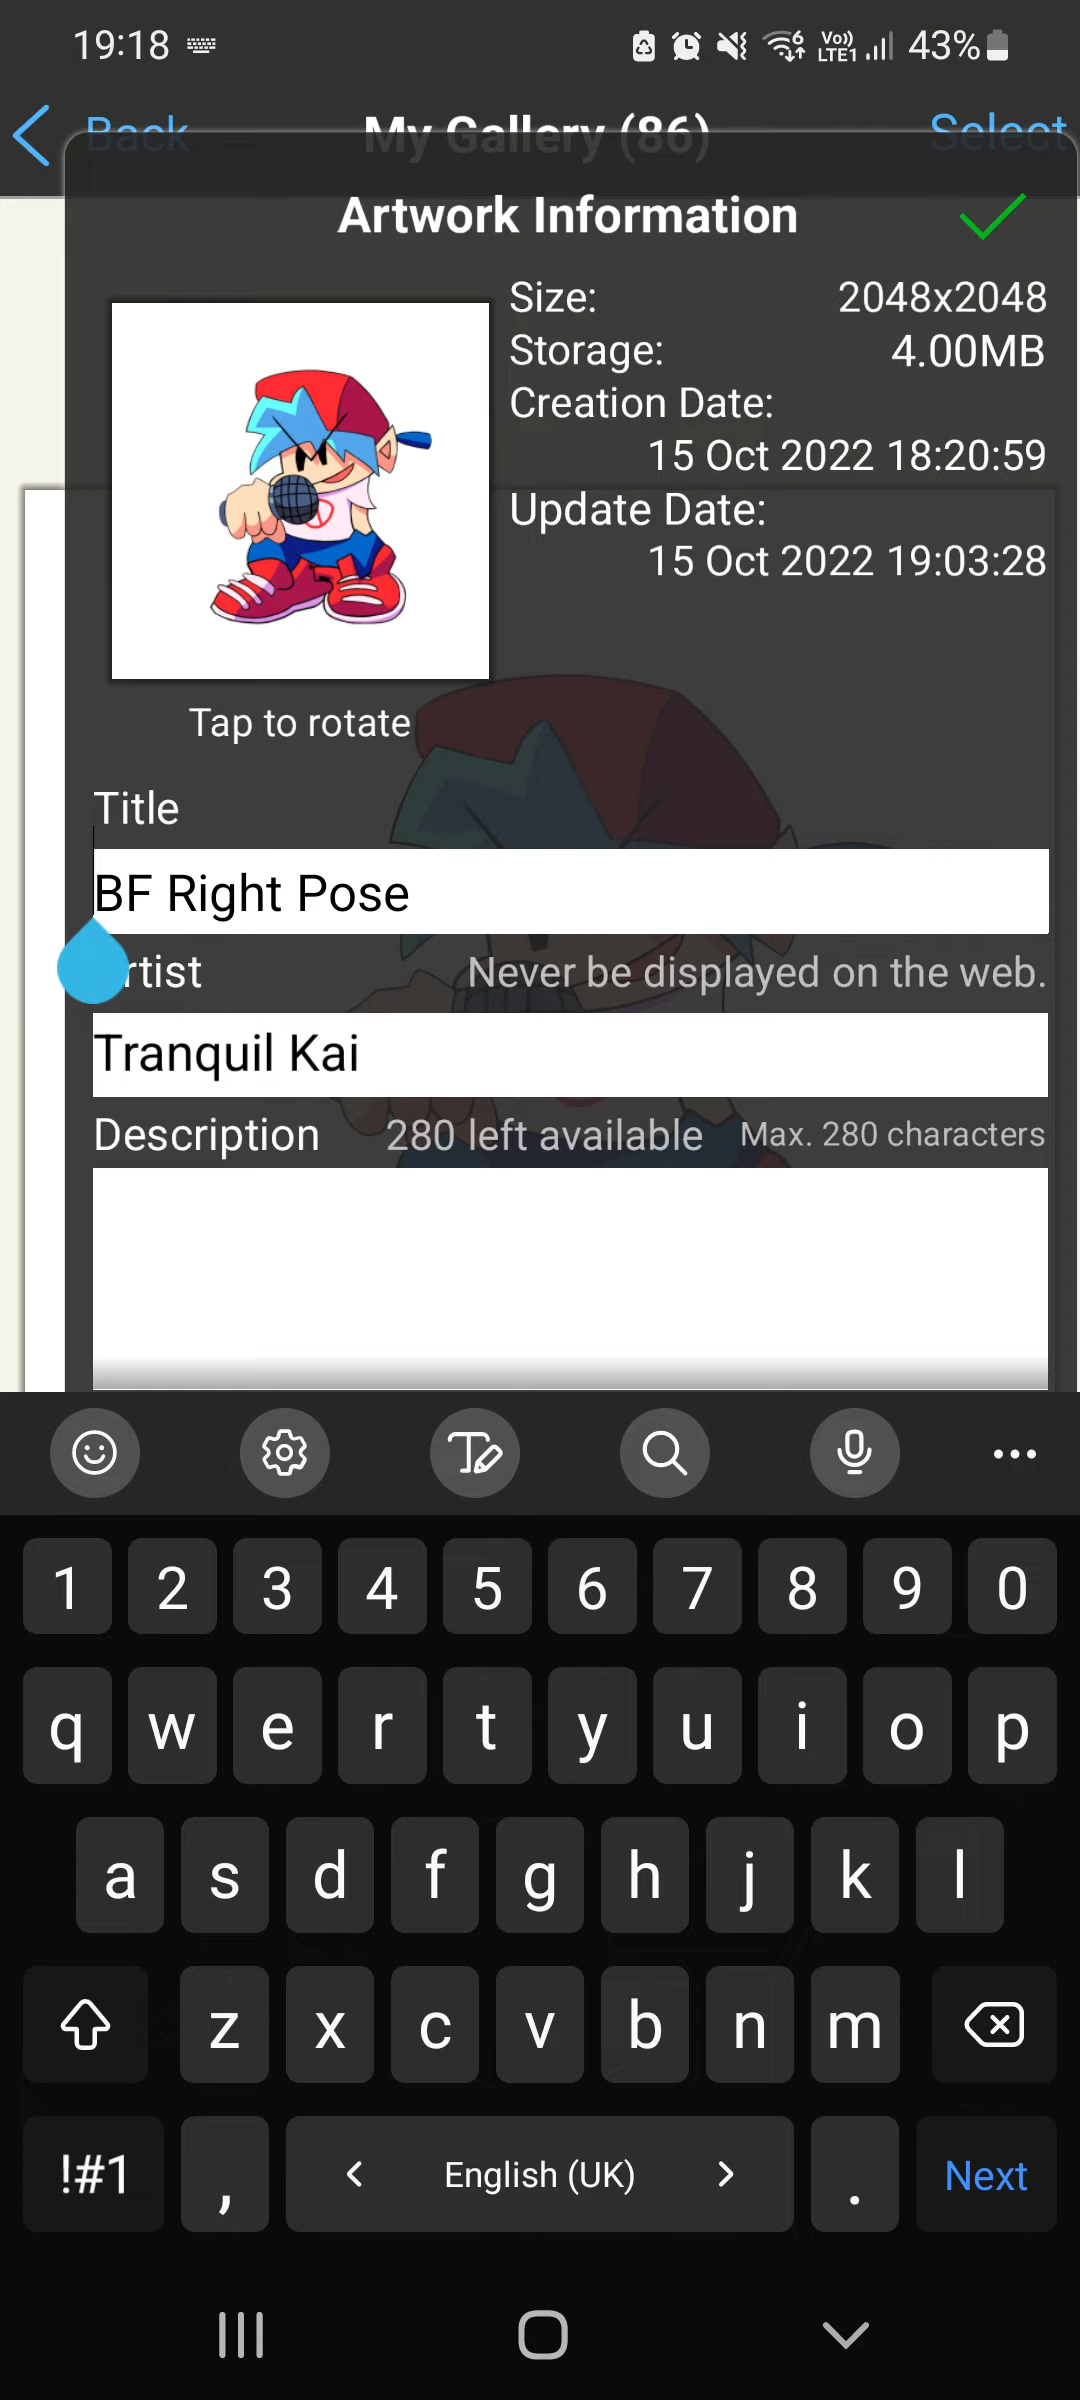 19:18
6 Vo)) LTE1 43%
Back My Gallery (86) Select
Artwork Information
Size: 2048x2048
Storage: 4.00MB
Creation Date:
15 Oct 2022 18:20:59
Update Date:
15 Oct 2022 19:03:28
Tap to rotate
Title
BF Right Pose
rtist Never be displayed on the web.
Tranquil Kai
Description 280 left available Max. 280 characters
1 2 3 4 5 6 7 8 9 0
q w e r t y u i o p
a s d f g h j k l
z x c v b n m
!#1 , < English (UK) > . Next